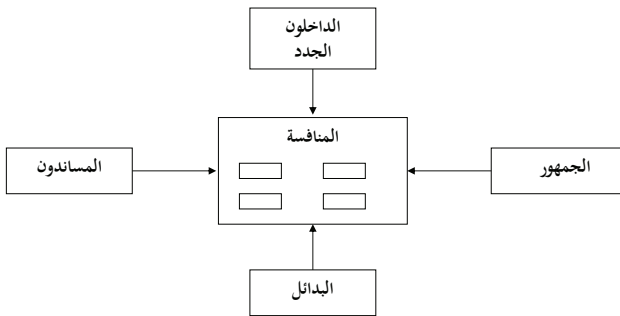 الداخلون
الجدد
المنافسة
الجمهور
المساندون
البدائل